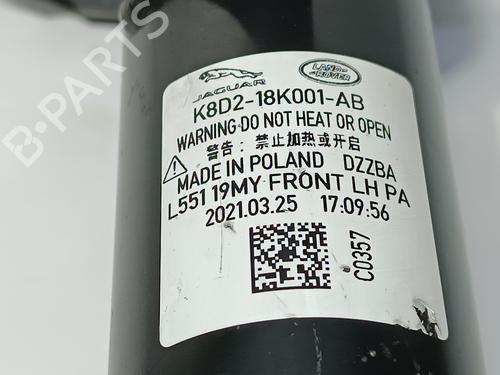 JAGUAR
LAND ROVER
K8D2-18K001-AB
WARNING-DO NOT HEAT OR OPEN
警告: 禁止加热或开启
MADE IN POLAND DZZBA
L551 19MY FRONT LH PA
2021.03.25 17:09:56
C0357
B-PARTS